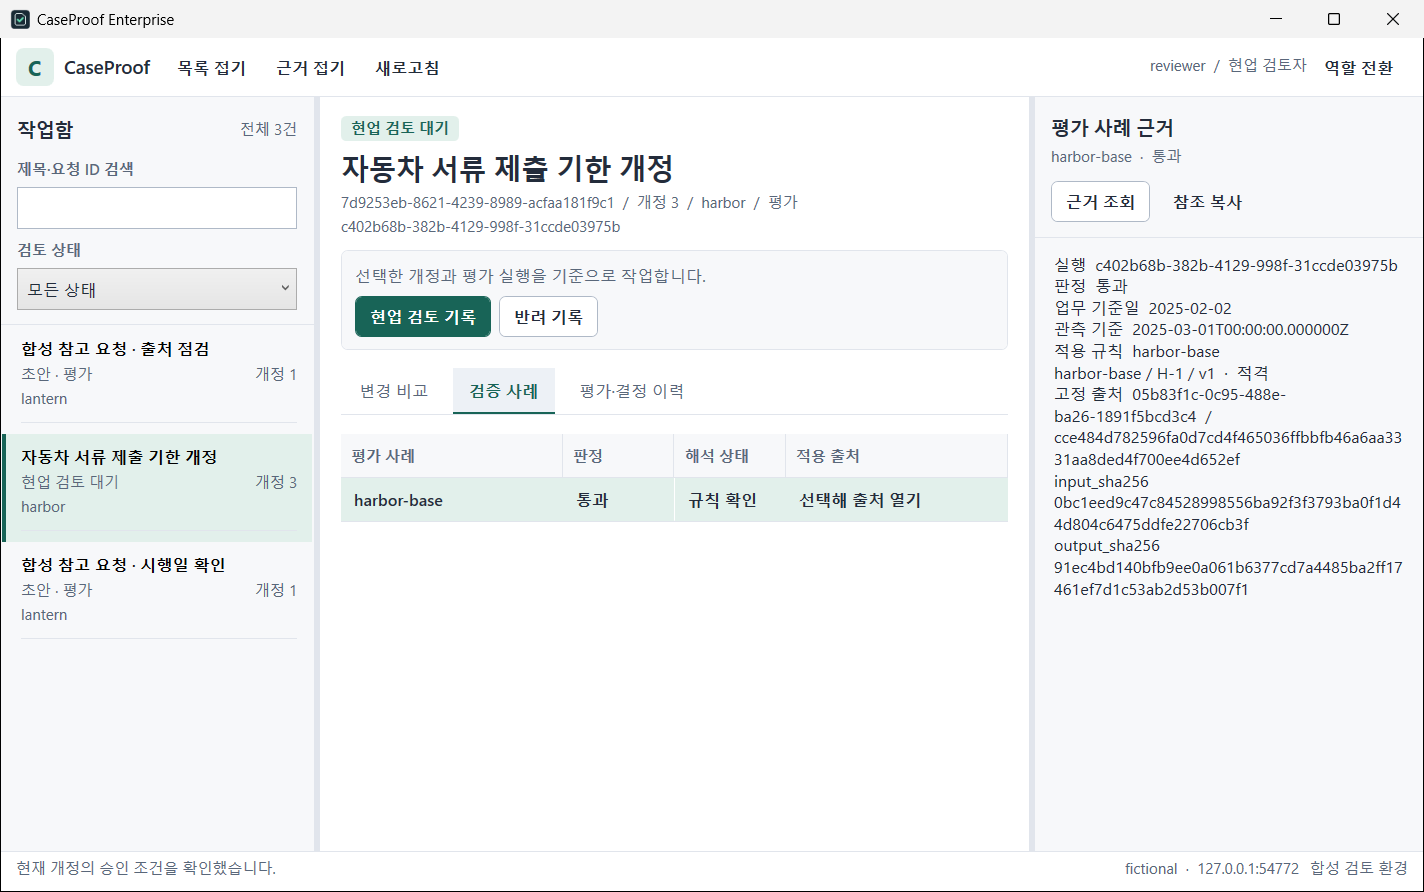 CaseProof Enterprise
C CaseProof 목록 접기 근거 접기 새로고침
reviewer / 현업 검토자 역할 전환
작업함 전체 3건
제목·요청 ID 검색
검토 상태
모든 상태
합성 참고 요청 · 출처 점검
초안 · 평가 개정 1
lantern
자동차 서류 제출 기한 개정
현업 검토 대기 개정 3
harbor
합성 참고 요청 · 시행일 확인
초안 · 평가 개정 1
lantern
현업 검토 대기
자동차 서류 제출 기한 개정
7d9253eb-8621-4239-8989-acfaa181f9c1 / 개정 3 / harbor / 평가
c402b68b-382b-4129-998f-31ccde03975b
선택한 개정과 평가 실행을 기준으로 작업합니다.
현업 검토 기록 반려 기록
변경 비교 검증 사례 평가·결정 이력
평가 사례 판정 해석 상태 적용 출처
harbor-base 통과 규칙 확인 선택해 출처 열기
평가 사례 근거
harbor-base · 통과
근거 조회 참조 복사
실행 c402b68b-382b-4129-998f-31ccde03975b
판정 통과
업무 기준일 2025-02-02
관측 기준 2025-03-01T00:00:00.000000Z
적용 규칙 harbor-base
harbor-base / H-1 / v1 · 적격
고정 출처 05b83f1c-0c95-488e-
ba26-1891f5bcd3c4 /
cce484d782596fa0d7cd4f465036ffbbfb46a6aa33
31aa8ded4f700ee4d652ef
input_sha256
0bc1eed9c47c84528998556ba92f3f3793ba0f1d4
4d804c6475ddfe22706cb3f
output_sha256
91ec4bd140bfb9ee0a061b6377cd7a4485ba2ff17
461ef7d1c53ab2d53b007f1
현재 개정의 승인 조건을 확인했습니다.
fictional · 127.0.0.1:54772 합성 검토 환경